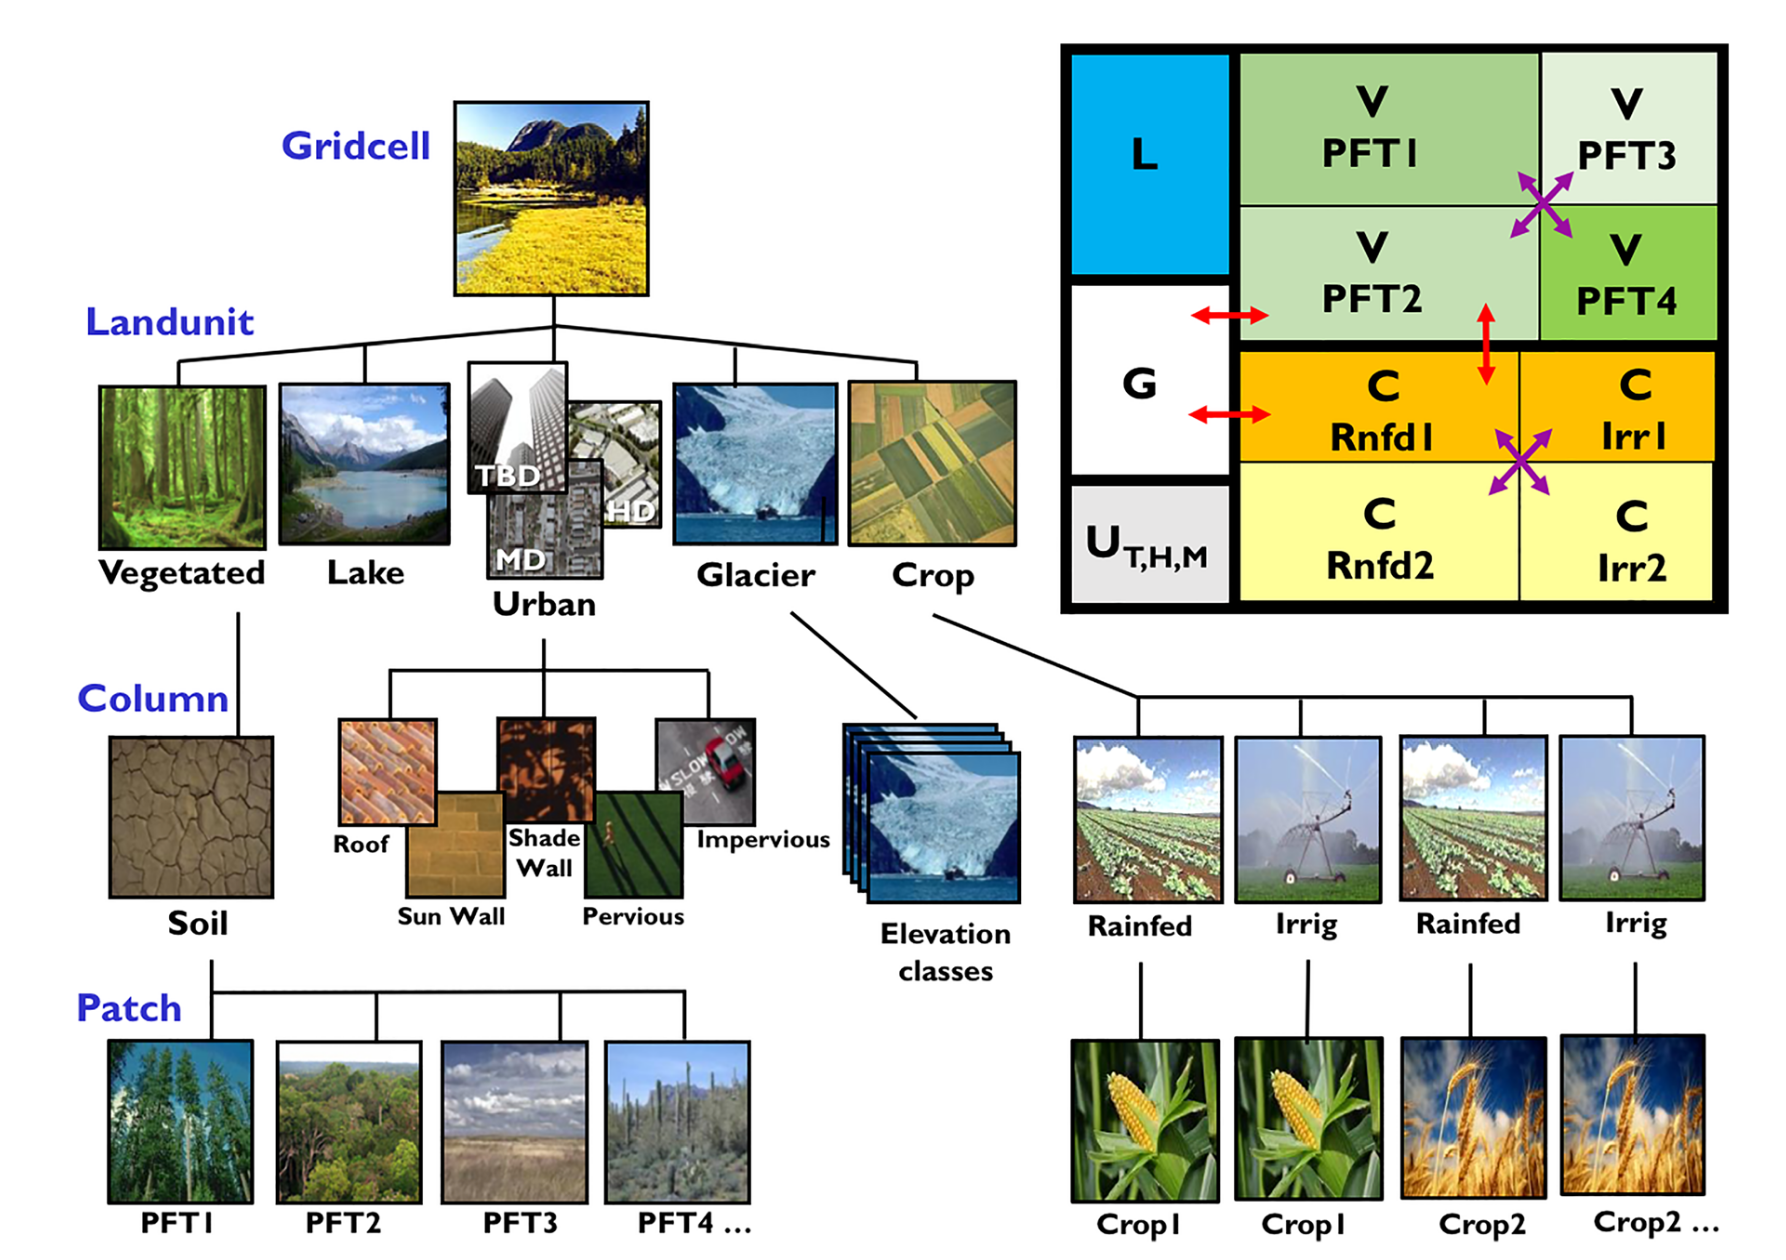 Gridcell
Landunit
TBD
HD
MD
Vegetated
Lake
Urban
Glacier
Crop
L
G
U T,H,M
V
PFT1
V
PFT3
V
PFT2
V
PFT4
C
Rnfd1
C
Irr1
C
Rnfd2
C
Irr2
Column
Soil
Roof
Sun Wall
Shade
Wall
Pervious
Impervious
SLOW
OW
Elevation
classes
Rainfed
Irrig
Rainfed
Irrig
Patch
PFT1
PFT2
PFT3
PFT4 ...
Crop1
Crop1
Crop2
Crop2 ...